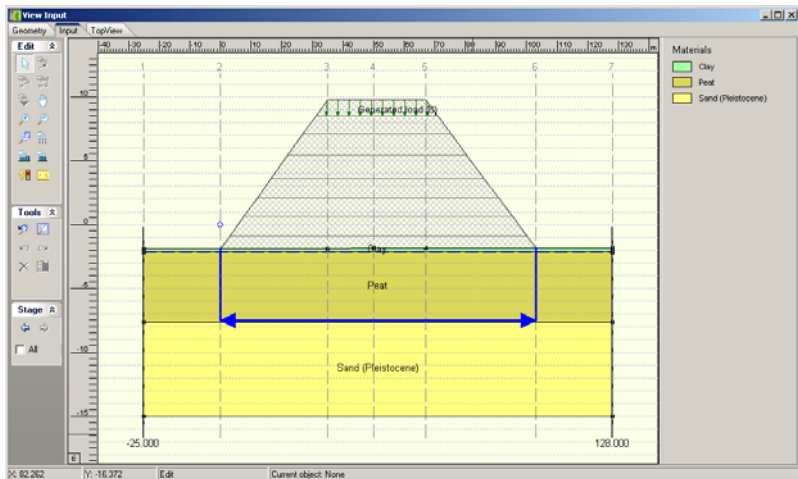 View Input
Geometry Input TopView
Edit
Tools
Stage
All
-40 -30 -20 -10 0 10 20 30 40 50 60 70 80 90 100 110 120 130 m
1 2 3 4 5 6 7
10
5
0
-5
-10
-15
Generated load 20
Clay
Peat
Sand (Pleistocene)
-25.000
128.000
E
Materials
Clay
Peat
Sand (Pleistocene)
X: 82.262 Y: -16.372 Edit Current object: None